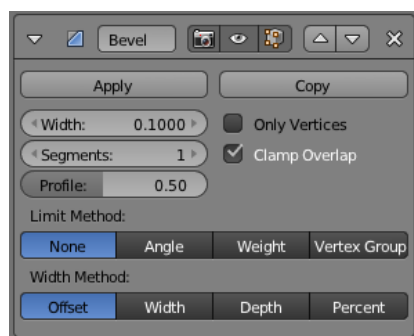 Bevel
Apply Copy
Width: 0.1000 Only Vertices
Segments: 1 Clamp Overlap
Profile: 0.50
Limit Method:
None Angle Weight Vertex Group
Width Method:
Offset Width Depth Percent